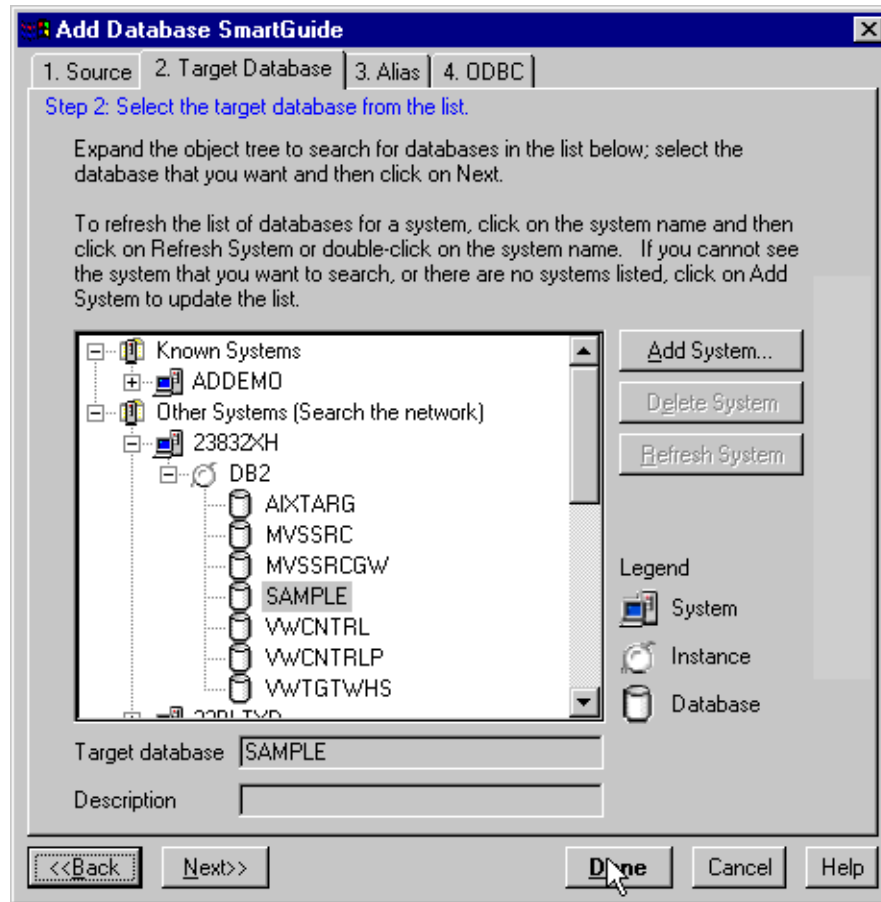 Add Database SmartGuide
1. Source 2. Target Database 3. Alias 4. ODBC
Step 2: Select the target database from the list.
Expand the object tree to search for databases in the list below; select the
database that you want and then click on Next.
To refresh the list of databases for a system, click on the system name and then
click on Refresh System or double-click on the system name. If you cannot see
the system that you want to search, or there are no systems listed, click on Add
System to update the list.
Known Systems
ADDEMO
Other Systems (Search the network)
23832XH
DB2
AIXTARG
MVSSRC
MVSSRCGW
SAMPLE
VWCNTRL
VWCNTRLP
VWTGTWHS
Add System...
Delete System
Refresh System
Legend
System
Instance
Database
Target database SAMPLE
Description
<<Back Next>> Done Cancel Help